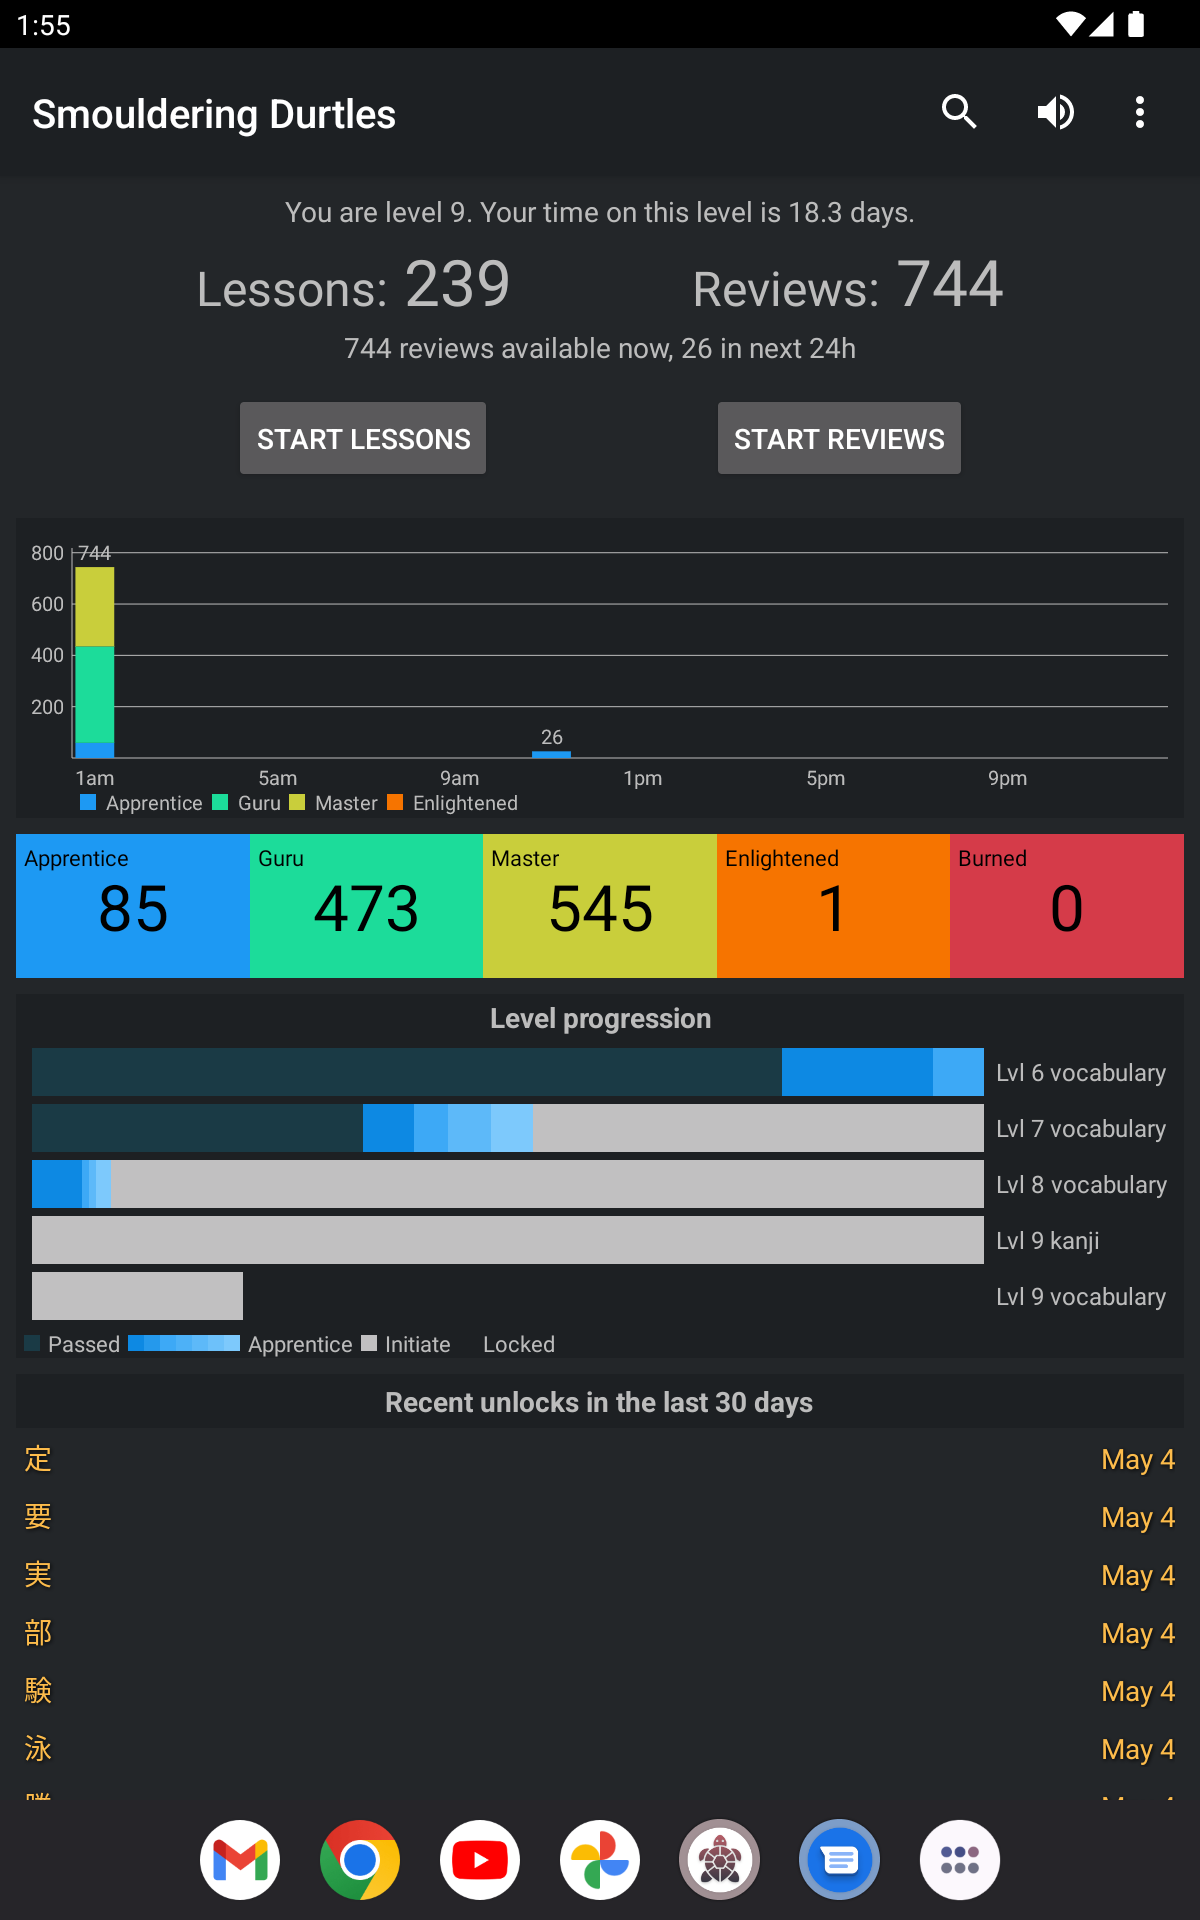 1:55
Smouldering Durtles
You are level 9. Your time on this level is 18.3 days.
Lessons: 239 Reviews: 744
744 reviews available now, 26 in next 24h
START LESSONS START REVIEWS
800 744
600
400
200
26
1am 5am 9am 1pm 5pm 9pm
Apprentice Guru Master Enlightened
Apprentice Guru Master Enlightened Burned
85 473 545 1 0
Level progression
Lvl 6 vocabulary
Lvl 7 vocabulary
Lvl 8 vocabulary
Lvl 9 kanji
Lvl 9 vocabulary
Passed Apprentice Initiate Locked
Recent unlocks in the last 30 days
定 May 4
要 May 4
実 May 4
部 May 4
験 May 4
泳 May 4